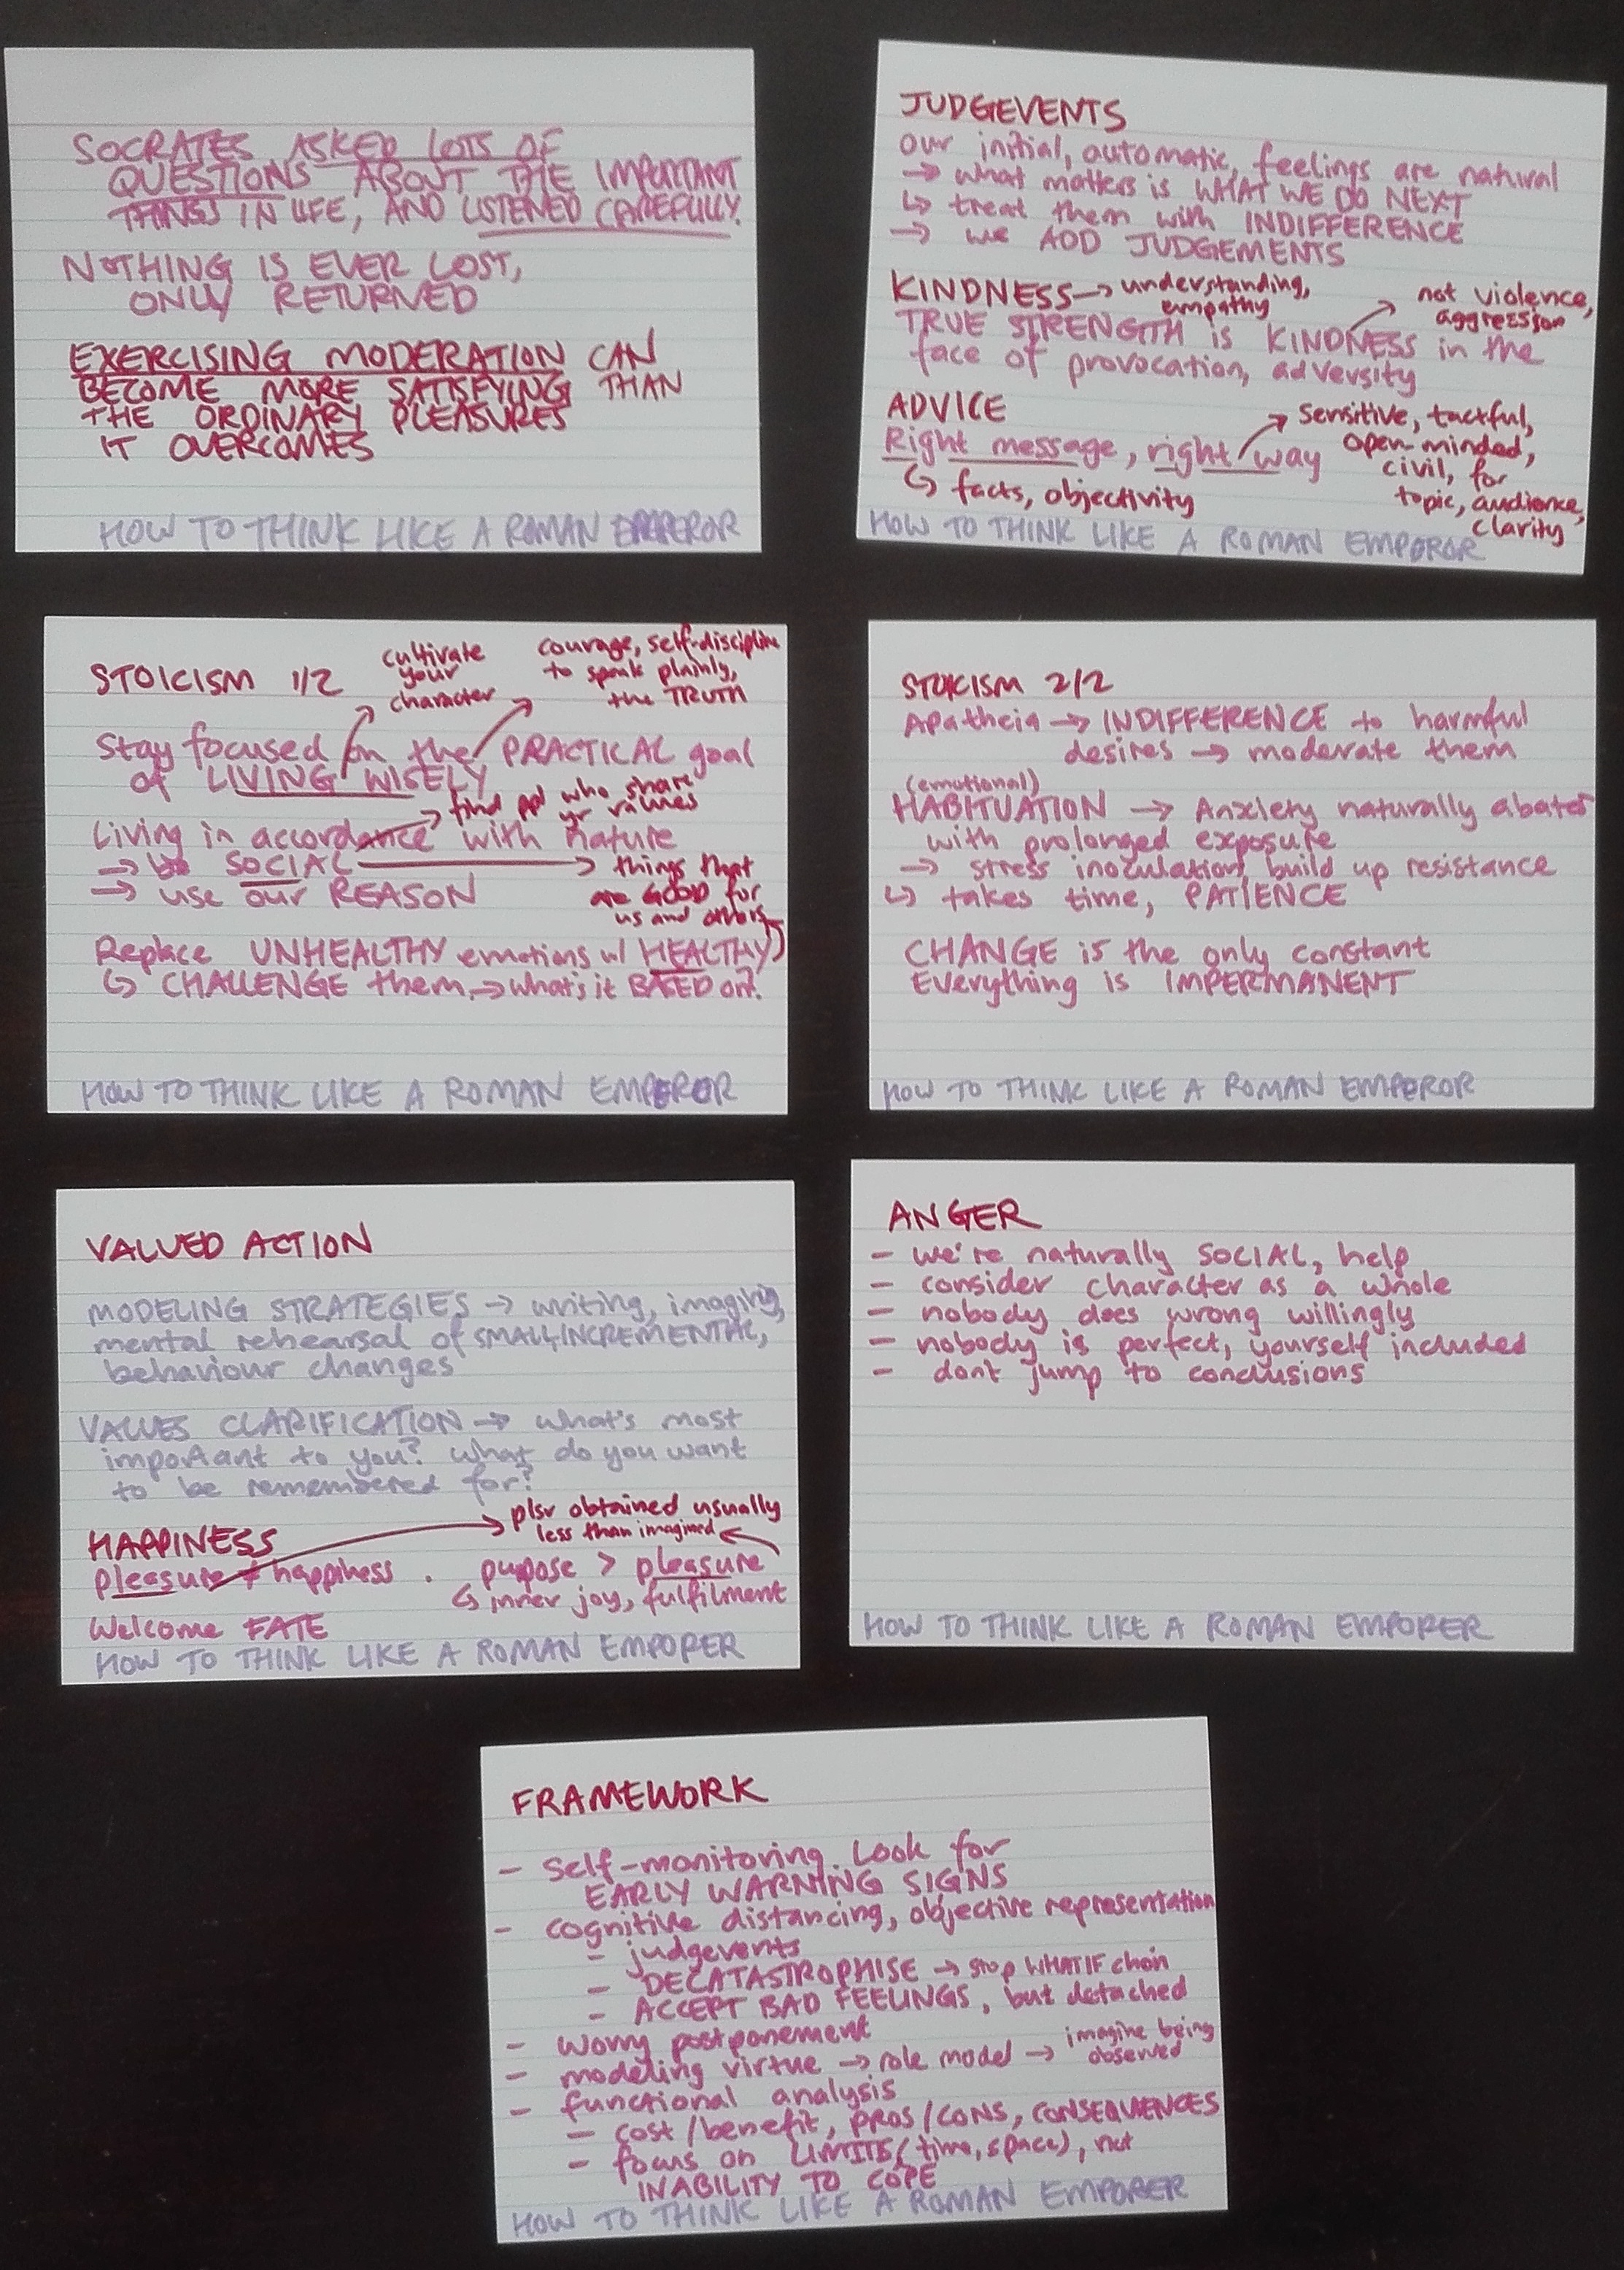 SOCRATES ASKED LOTS OF
QUESTIONS ABOUT THE IMPORTANT
THINGS IN LIFE, AND LISTENED CAREFULLY.
NOTHING IS EVER LOST,
ONLY RETURNED
EXERCISING MODERATION CAN
BECOME MORE SATISFYING THAN
THE ORDINARY PLEASURES
IT OVERCOMES
HOW TO THINK LIKE A ROMAN EMPEROR
JUDGEVENTS
our initial, automatic, feelings are natural
→ what matters is WHAT WE DO NEXT
↳ treat them with INDIFFERENCE
→ we ADD JUDGEMENTS
KINDNESS → understanding,
empathy
not violence,
aggression
TRUE STRENGTH is KINDNESS in the
face of provocation, adversity
ADVICE
Right message, right way
↳ facts, objectivity
sensitive, tactful,
open-minded,
civil, for
topic, audience,
clarity
HOW TO THINK LIKE A ROMAN EMPEROR
STOICISM 1/2
cultivate
your
character
courage, self-discipline
to speak plainly,
the TRUTH
Stay focused on the PRACTICAL goal
of LIVING WISELY
find ppl who share
yr values
Living in accordance with nature
→ be SOCIAL → things that
are GOOD for
us and others
→ use our REASON
Replace UNHEALTHY emotions w/ HEALTHY
↳ CHALLENGE them, → what's it BASED on?
HOW TO THINK LIKE A ROMAN EMPEROR
STOICISM 2/2
Apatheia → INDIFFERENCE to harmful
desires → moderate them
(emotional)
HABITUATION → Anxiety naturally abates
with prolonged exposure
→ stress inoculation, build up resistance
↳ takes time, PATIENCE
CHANGE is the only constant
Everything is IMPERMANENT
HOW TO THINK LIKE A ROMAN EMPEROR
VALUED ACTION
MODELING STRATEGIES → writing, imaging,
mental rehearsal of SMALL, INCREMENTAL,
behaviour changes
VALUES CLARIFICATION → what's most
important to you? what do you want
to be remembered for?
HAPPINESS
plsr obtained usually
less than imagined
pleasure ≠ happiness . pupose > pleasure
↳ inner joy, fulfilment
Welcome FATE
HOW TO THINK LIKE A ROMAN EMPORER
ANGER
- we're naturally SOCIAL, help
- consider character as a whole
- nobody does wrong willingly
- nobody is perfect, yourself included
- don't jump to conclusions
HOW TO THINK LIKE A ROMAN EMPORER
FRAMEWORK
- self-monitoring. Look for
EARLY WARNING SIGNS
- cognitive distancing, objective representation
- judgevents
- DECATASTROPHISE → stop WHAT IF chain
- ACCEPT BAD FEELINGS, but detached
- worry postponement
- modeling virtue → role model → imagine being
observed
- functional analysis
- cost/benefit, PROS/CONS, CONSEQUENCES
- focus on LIMITS (time, space), not
INABILITY TO COPE
HOW TO THINK LIKE A ROMAN EMPORER